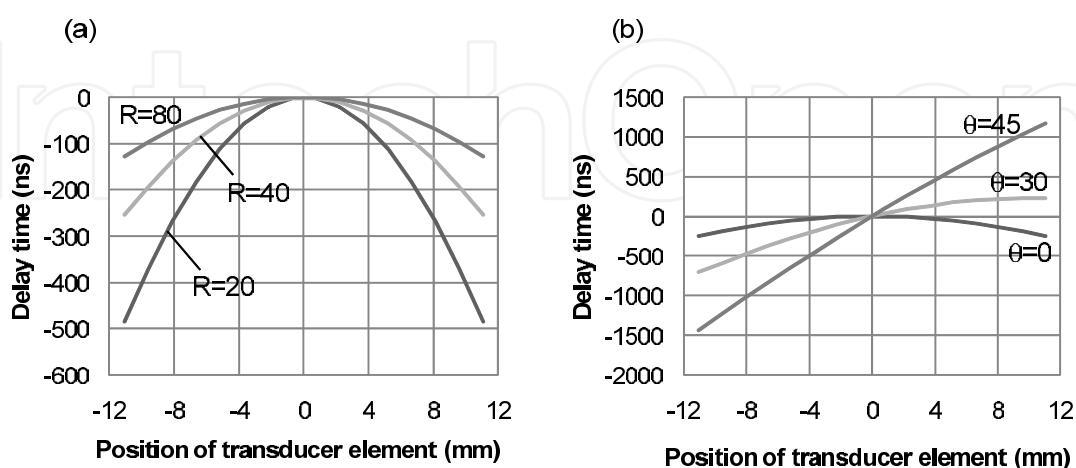 (a)
(b)
IntechOpen
0
-100
-200
-300
-400
-500
-600
Delay time (ns)
R=80
R=40
R=20
-12 -8 -4 0 4 8 12
Position of transducer element (mm)
1500
1000
500
0
-500
-1000
-1500
-2000
Delay time (ns)
θ=45
θ=30
θ=0
-12 -8 -4 0 4 8 12
Position of transducer element (mm)